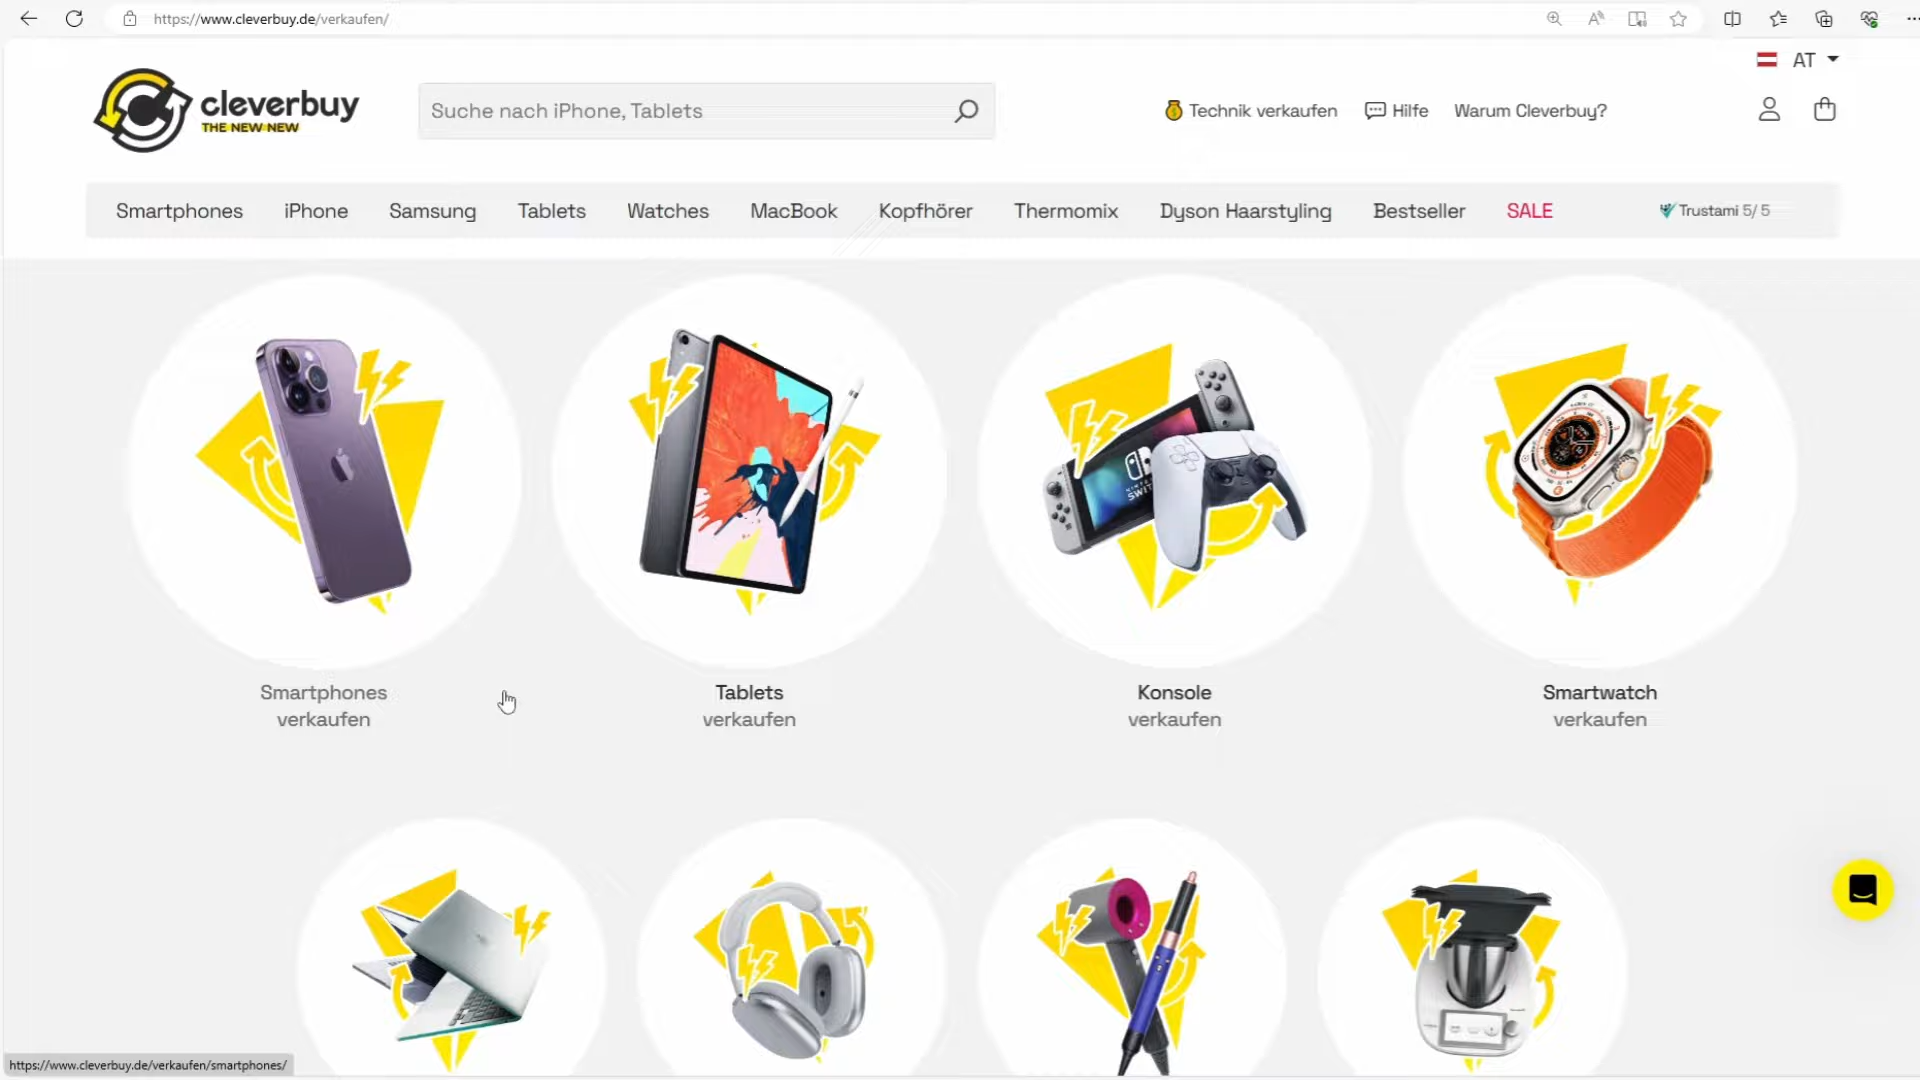 https://www.cleverbuy.de/verkaufen/
AT
cleverbuy
THE NEW NEW
Suche nach iPhone, Tablets
Technik verkaufen
Hilfe
Warum Cleverbuy?
Smartphones
iPhone
Samsung
Tablets
Watches
MacBook
Kopfhörer
Thermomix
Dyson Haarstyling
Bestseller
SALE
Trustami 5/ 5
Smartphones
verkaufen
Tablets
verkaufen
Konsole
verkaufen
Smartwatch
verkaufen
https://www.cleverbuy.de/verkaufen/smartphones/